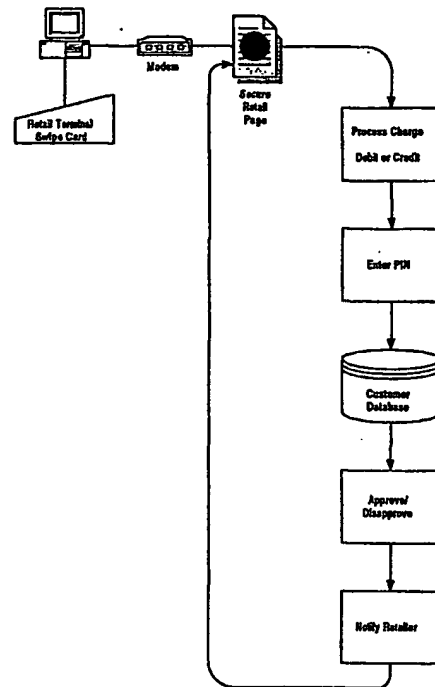 Modem
Secure
Retail
Page
Retail Terminal
Swipe Card
Process Charge
Debit or Credit
Enter PIN
Customer
Database
Approve/
Disapprove
Notify Retailer